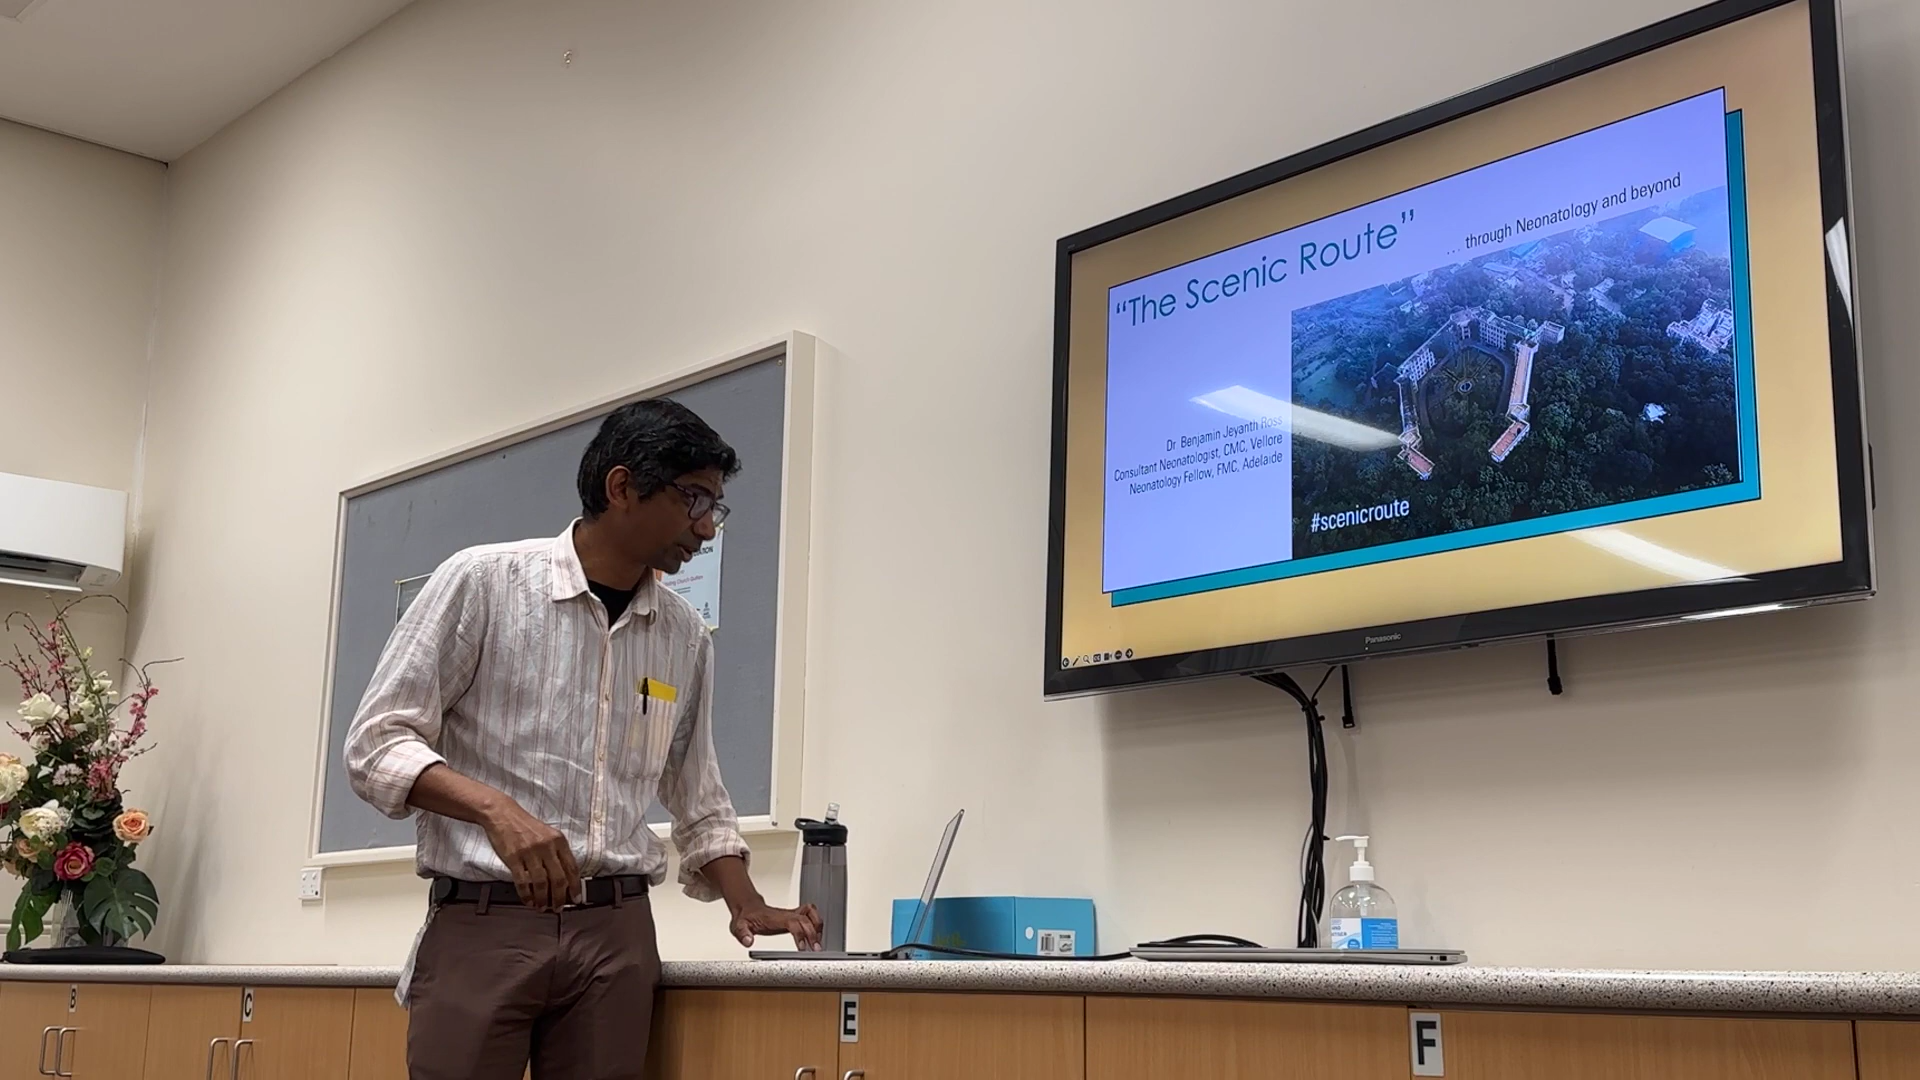 "The Scenic Route"
... through Neonatology and beyond
Dr Benjamin Jeyanth Ross
Consultant Neonatologist, CMC, Vellore
Neonatology Fellow, FMC, Adelaide
#scenicroute
Panasonic
B
C
E
F